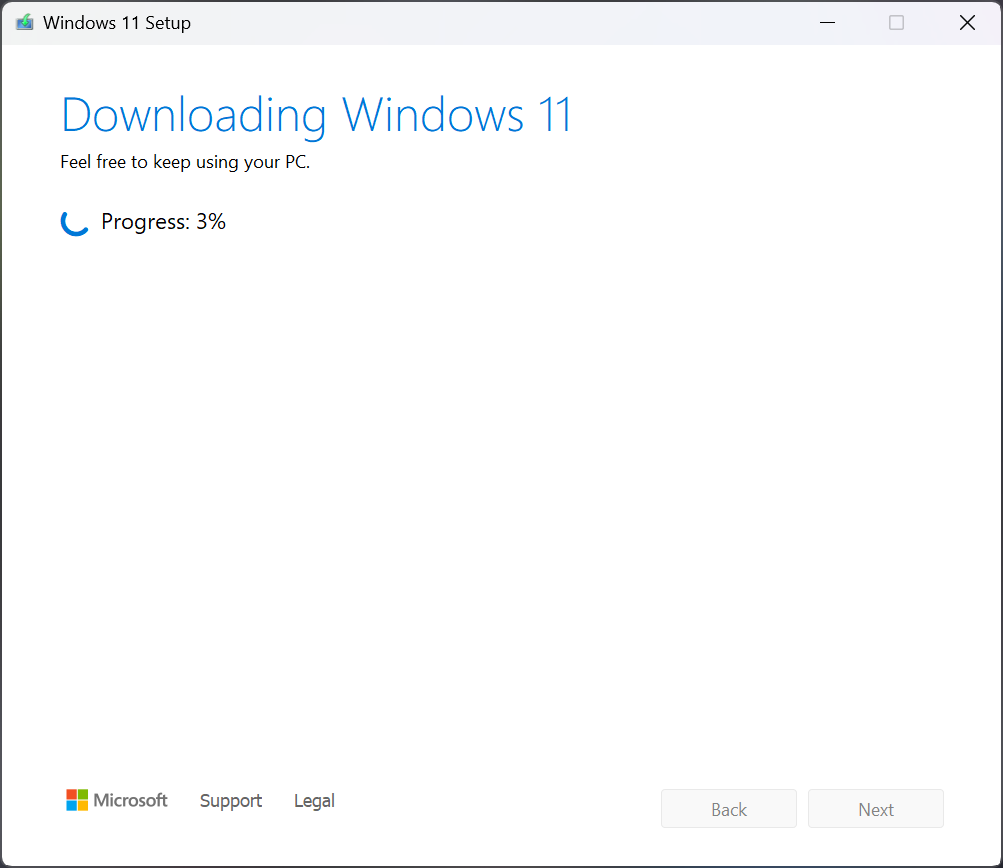 Windows 11 Setup
Downloading Windows 11
Feel free to keep using your PC.
Progress: 3%
Microsoft Support Legal Back Next